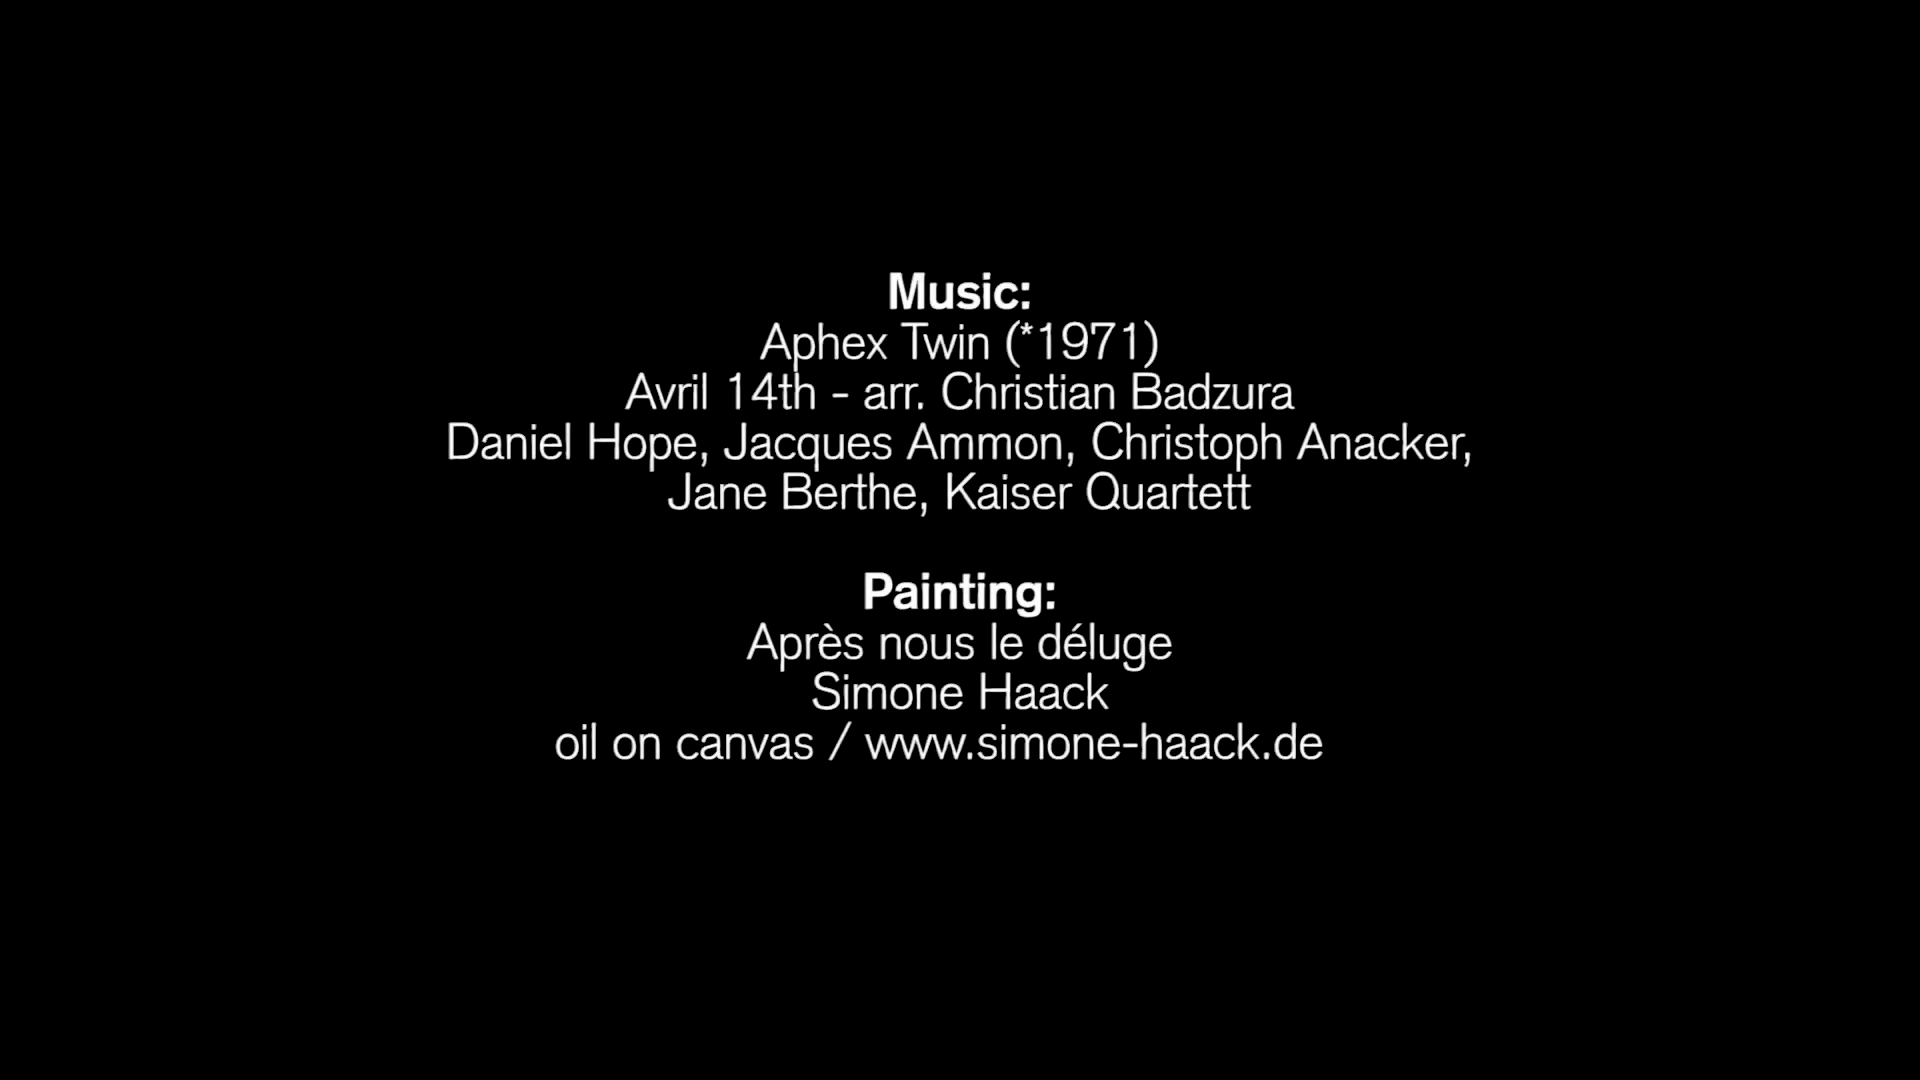 Music:
Aphex Twin (*1971)
Avril 14th - arr. Christian Badzura
Daniel Hope, Jacques Ammon, Christoph Anacker,
Jane Berthe, Kaiser Quartett
Painting:
Après nous le déluge
Simone Haack
oil on canvas / www.simone-haack.de